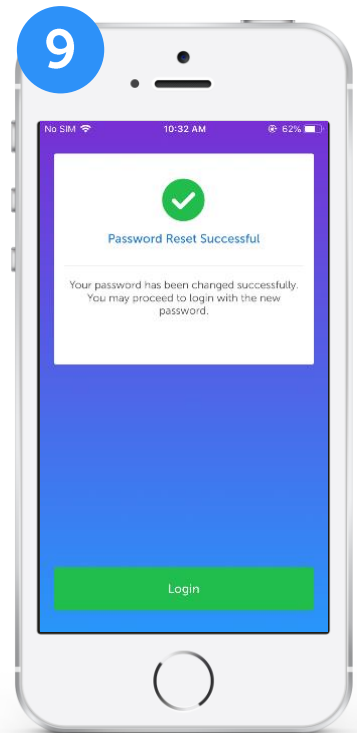 9
No SIM 10:32 AM 62%
Password Reset Successful
Your password has been changed successfully.
You may proceed to login with the new
password.
Login